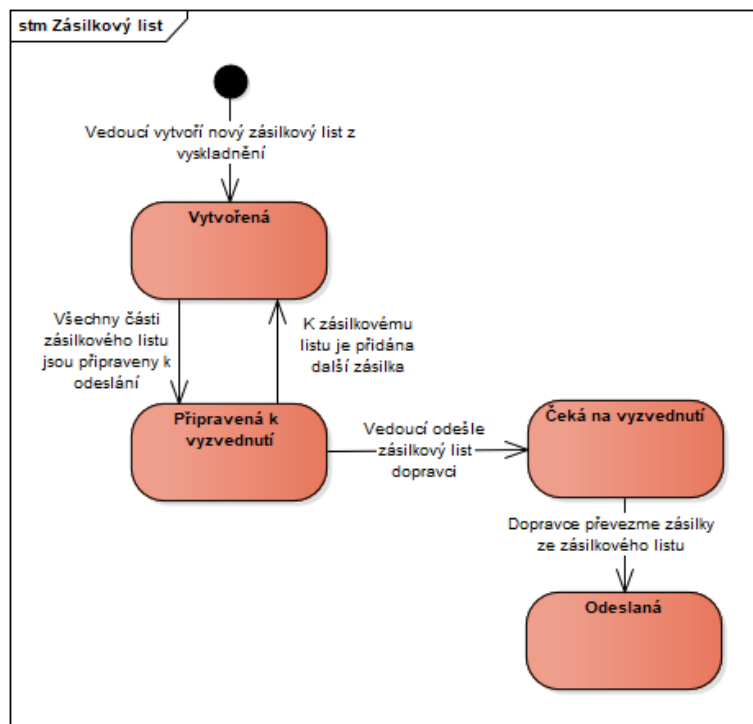 stm Zásilkový list
Vedoucí vytvoří nový zásilkový list z
vyskladnění
Vytvořená
Všechny části
zásilkového listu
jsou připraveny k
odeslání
K zásilkovému
listu je přidána
další zásilka
Připravená k
vyzvednutí
Vedoucí odešle
zásilkový list
dopravci
Čeká na vyzvednutí
Dopravce převezme zásilky
ze zásilkového listu
Odeslaná